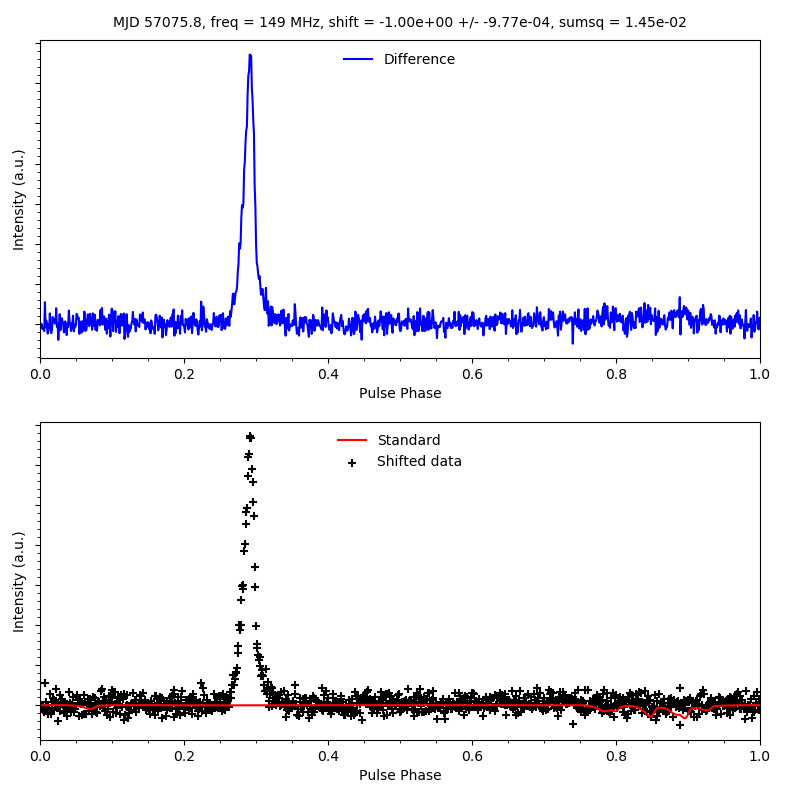 MJD 57075.8, freq = 149 MHz, shift = -1.00e+00 +/- -9.77e-04, sumsq = 1.45e-02
Difference
Intensity (a.u.)
0.0 0.2 0.4 0.6 0.8 1.0
Pulse Phase
Standard
Shifted data
Intensity (a.u.)
0.0 0.2 0.4 0.6 0.8 1.0
Pulse Phase